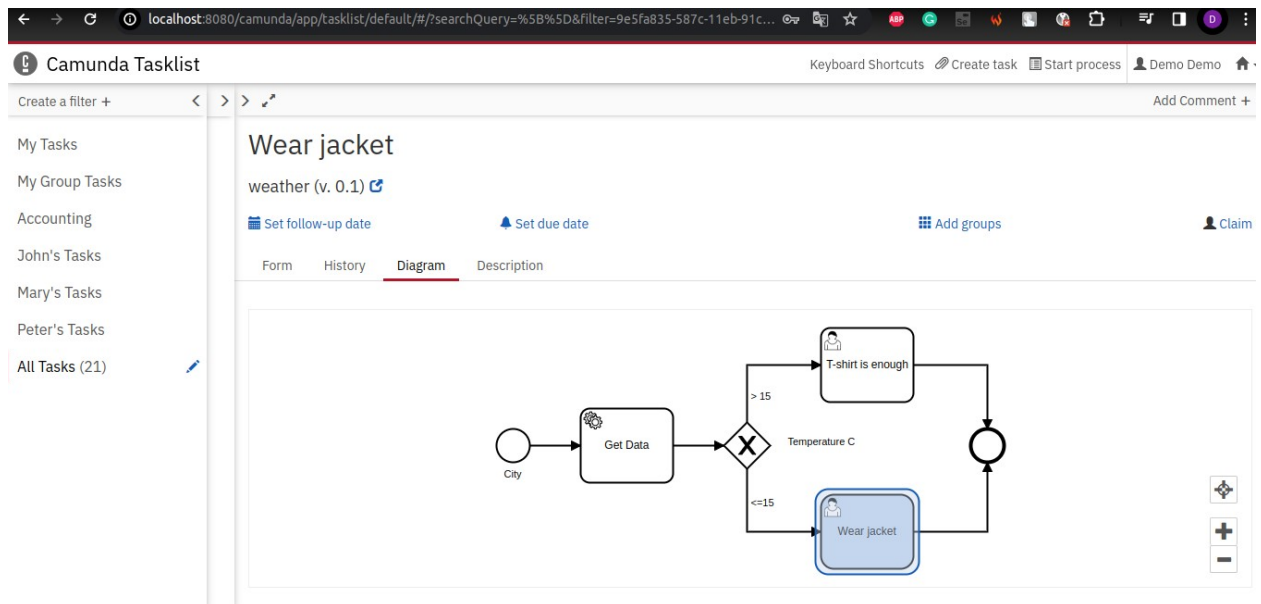 localhost:8080/camunda/app/tasklist/default/#/?searchQuery=%5B%5D&filter=9e5fa835-587c-11eb-91c...
ABP G Se D
Camunda Tasklist
Keyboard Shortcuts Create task Start process Demo Demo
Create a filter +
Add Comment +
My Tasks
My Group Tasks
Accounting
John's Tasks
Mary's Tasks
Peter's Tasks
All Tasks (21)
Wear jacket
weather (v. 0.1)
Set follow-up date Set due date Add groups Claim
Form History Diagram Description
City
Get Data
> 15
Temperature C
<=15
T-shirt is enough
Wear jacket